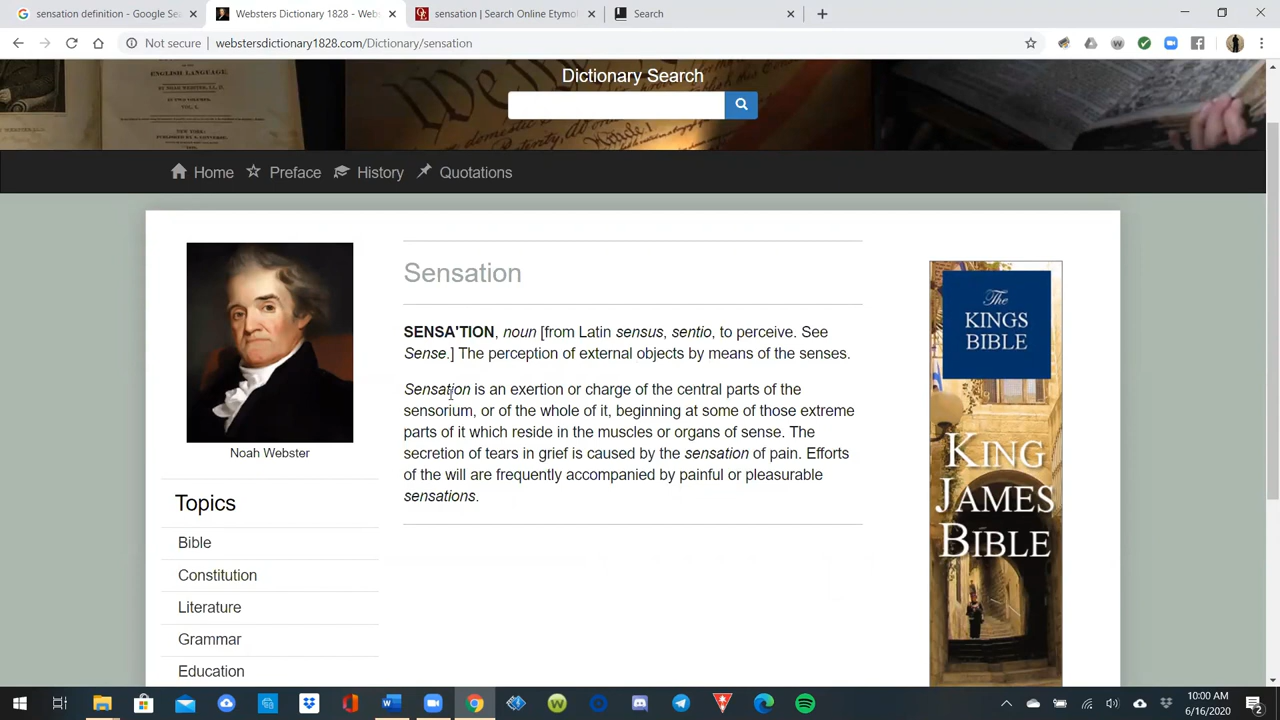 sensation definition - Google Se
Websters Dictionary 1828 - Web
sensation | Search Online Etymo
Search
Not secure | webstersdictionary1828.com/Dictionary/sensation
ENGLISH LANGUAGE.
Dictionary Search
Home
Preface
History
Quotations
Sensation
SENSA'TION, noun [from Latin sensus, sentio, to perceive. See
Sense.] The perception of external objects by means of the senses.
Sensation is an exertion or charge of the central parts of the
sensorium, or of the whole of it, beginning at some of those extreme
parts of it which reside in the muscles or organs of sense. The
secretion of tears in grief is caused by the sensation of pain. Efforts
of the will are frequently accompanied by painful or pleasurable
sensations.
Noah Webster
Topics
Bible
Constitution
Literature
Grammar
Education
The
KINGS
BIBLE
KING
JAMES
BIBLE
10:00 AM
6/16/2020
2